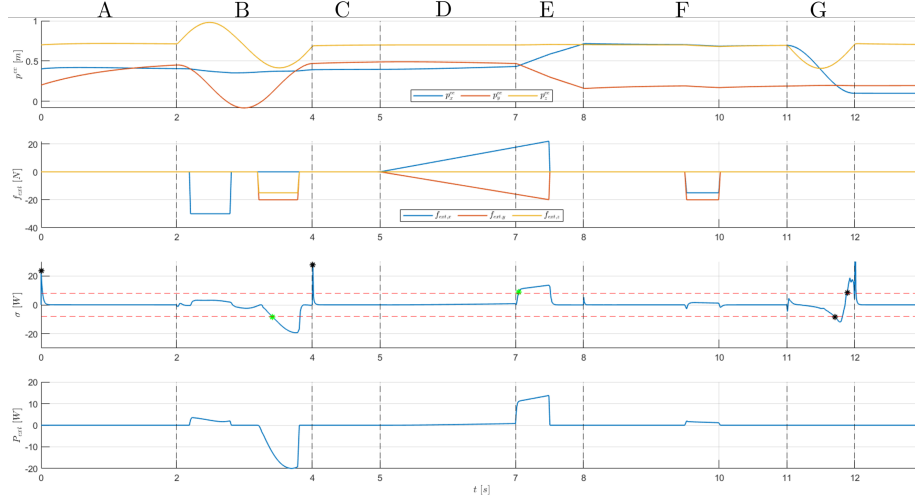 A B C D E F G
1
0.5
0
p^{ee} [m]
p_x^{ee} p_y^{ee} p_z^{ee}
0 2 4 5 7 8 10 11 12
20
0
-20
-40
f_{ext} [N]
f_{ext,x} f_{ext,y} f_{ext,z}
0 2 4 5 7 8 10 11 12
20
0
-20
σ [W]
0 2 4 5 7 8 10 11 12
20
10
0
-10
-20
P_{ext} [W]
0 2 4 5 7 8 10 11 12
t [s]